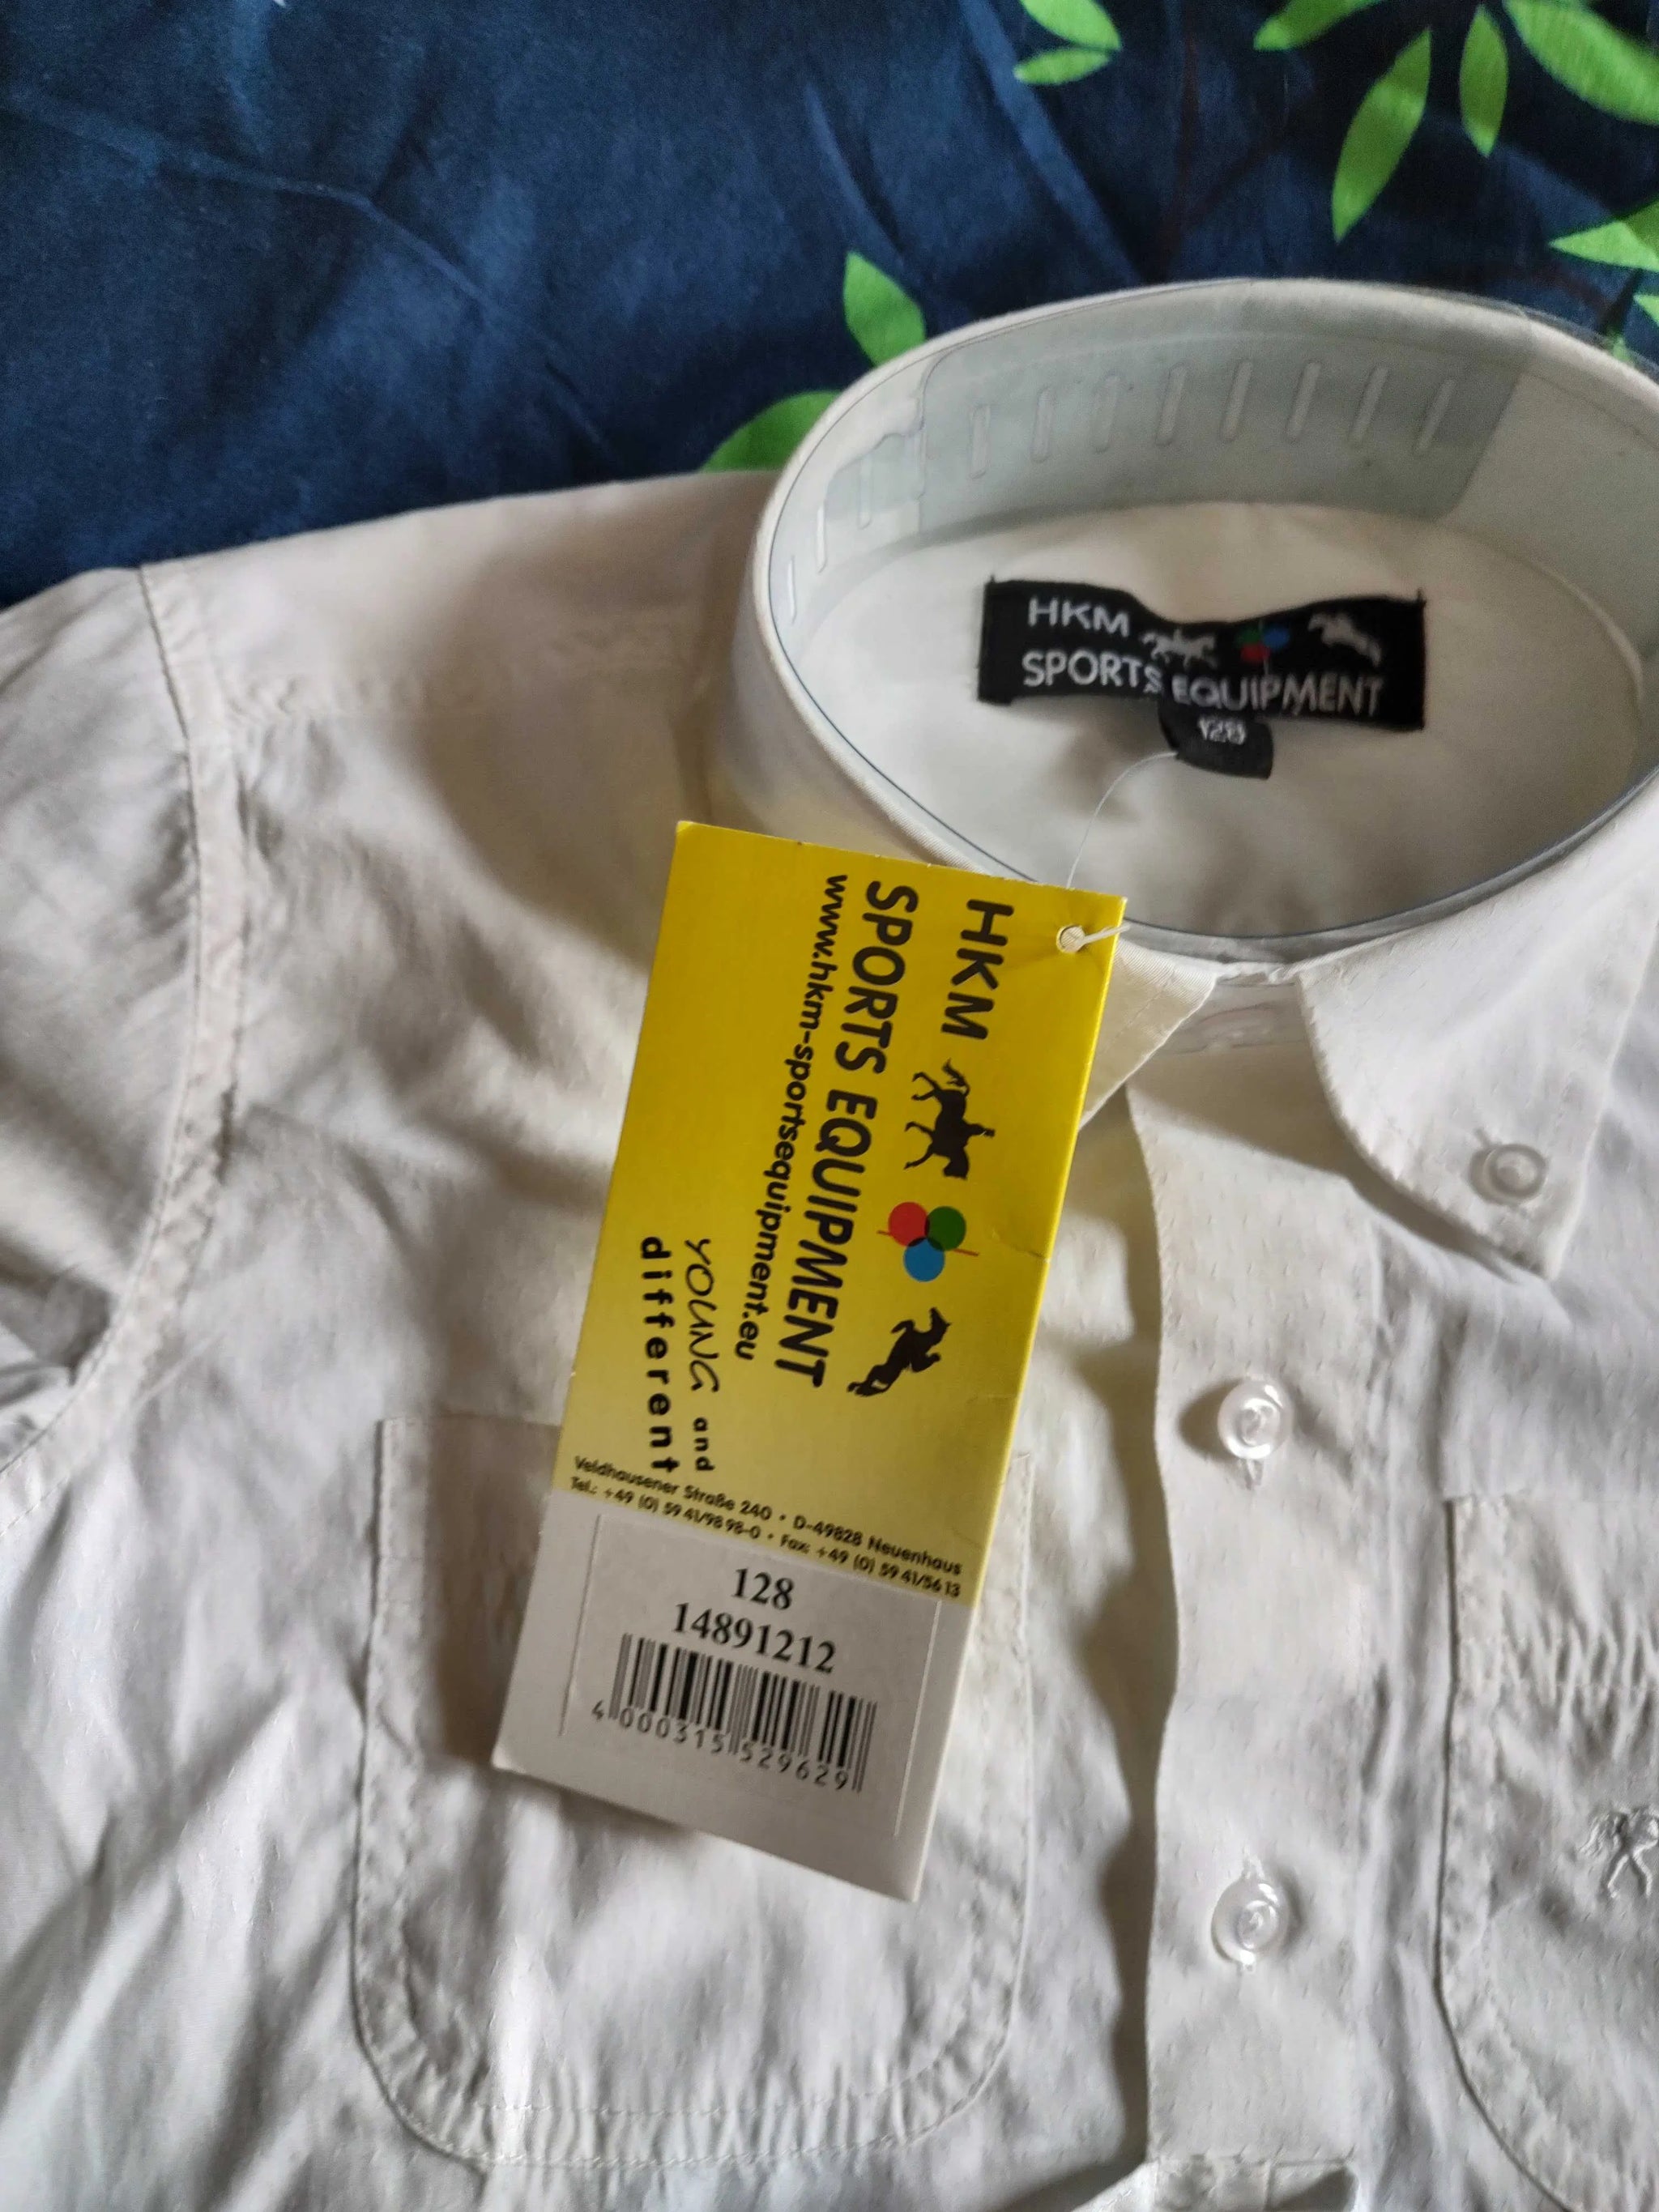 HKM
SPORTS EQUIPMENT
128
HKM
SPORTS EQUIPMENT
www.hkm-sportsequipment.eu
YOUNG and
different
Veldhausener Straße 240 • D-49828 Neuenhaus
Tel.: +49 (0) 59 41/98 98-0 • Fax: +49 (0) 59 41/56 13
128
14891212
4 000315 529629